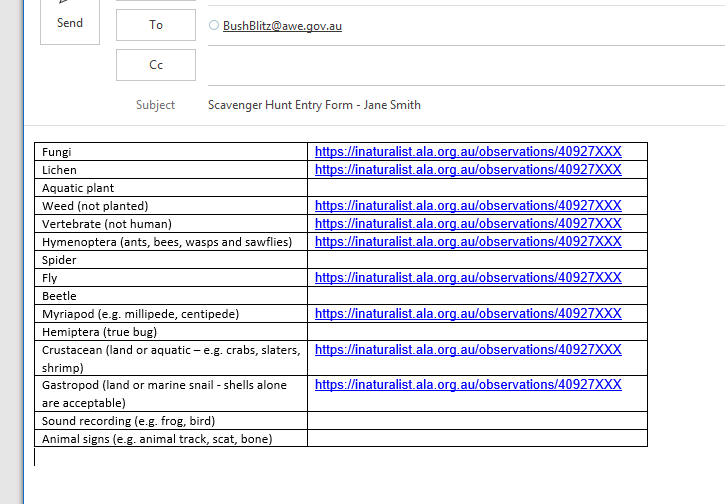 Send
To
BushBlitz@awe.gov.au
Cc
Subject
Scavenger Hunt Entry Form - Jane Smith
Fungi https://inaturalist.ala.org.au/observations/40927XXX
Lichen https://inaturalist.ala.org.au/observations/40927XXX
Aquatic plant
Weed (not planted) https://inaturalist.ala.org.au/observations/40927XXX
Vertebrate (not human) https://inaturalist.ala.org.au/observations/40927XXX
Hymenoptera (ants, bees, wasps and sawflies) https://inaturalist.ala.org.au/observations/40927XXX
Spider
Fly https://inaturalist.ala.org.au/observations/40927XXX
Beetle
Myriapod (e.g. millipede, centipede) https://inaturalist.ala.org.au/observations/40927XXX
Hemiptera (true bug)
Crustacean (land or aquatic – e.g. crabs, slaters, https://inaturalist.ala.org.au/observations/40927XXX
shrimp)
Gastropod (land or marine snail - shells alone https://inaturalist.ala.org.au/observations/40927XXX
are acceptable)
Sound recording (e.g. frog, bird)
Animal signs (e.g. animal track, scat, bone)